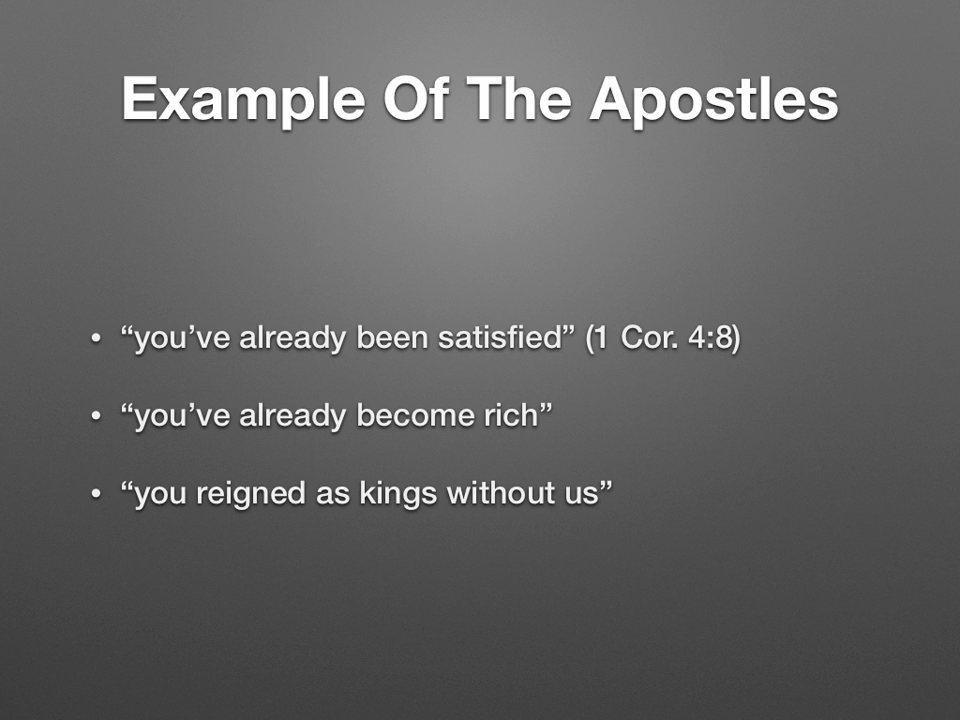 Example Of The Apostles
• “you’ve already been satisfied” (1 Cor. 4:8)
• “you’ve already become rich”
• “you reigned as kings without us”